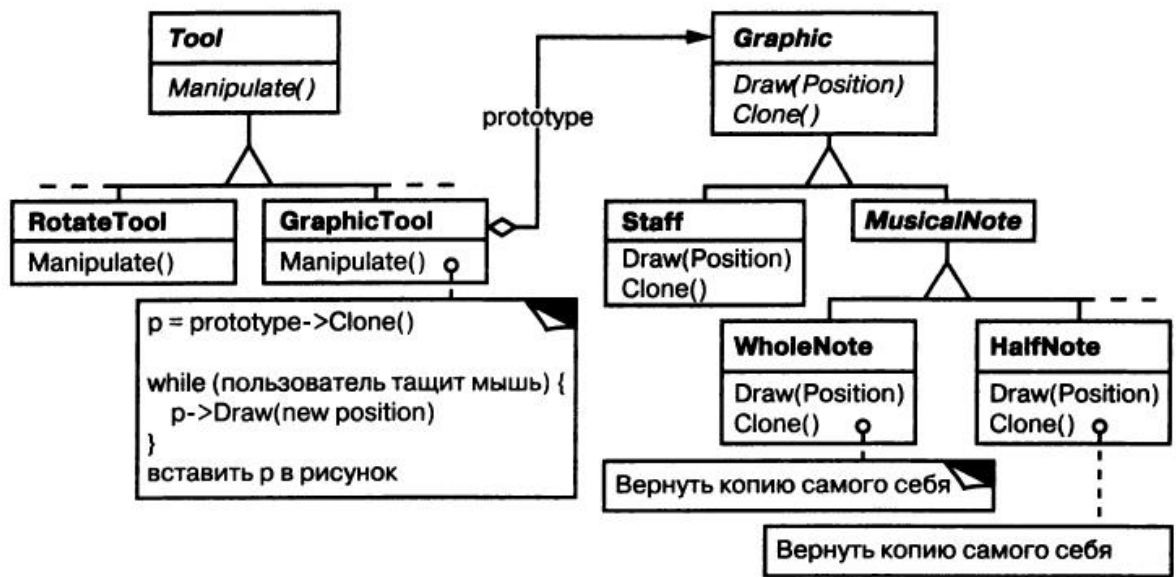 Tool
Manipulate()
prototype
Graphic
Draw(Position)
Clone()
RotateTool
Manipulate()
GraphicTool
Manipulate()
p = prototype->Clone()
while (пользователь тащит мышь) {
p->Draw(new position)
}
вставить p в рисунок
Staff
Draw(Position)
Clone()
MusicalNote
WholeNote
Draw(Position)
Clone()
HalfNote
Draw(Position)
Clone()
Вернуть копию самого себя
Вернуть копию самого себя